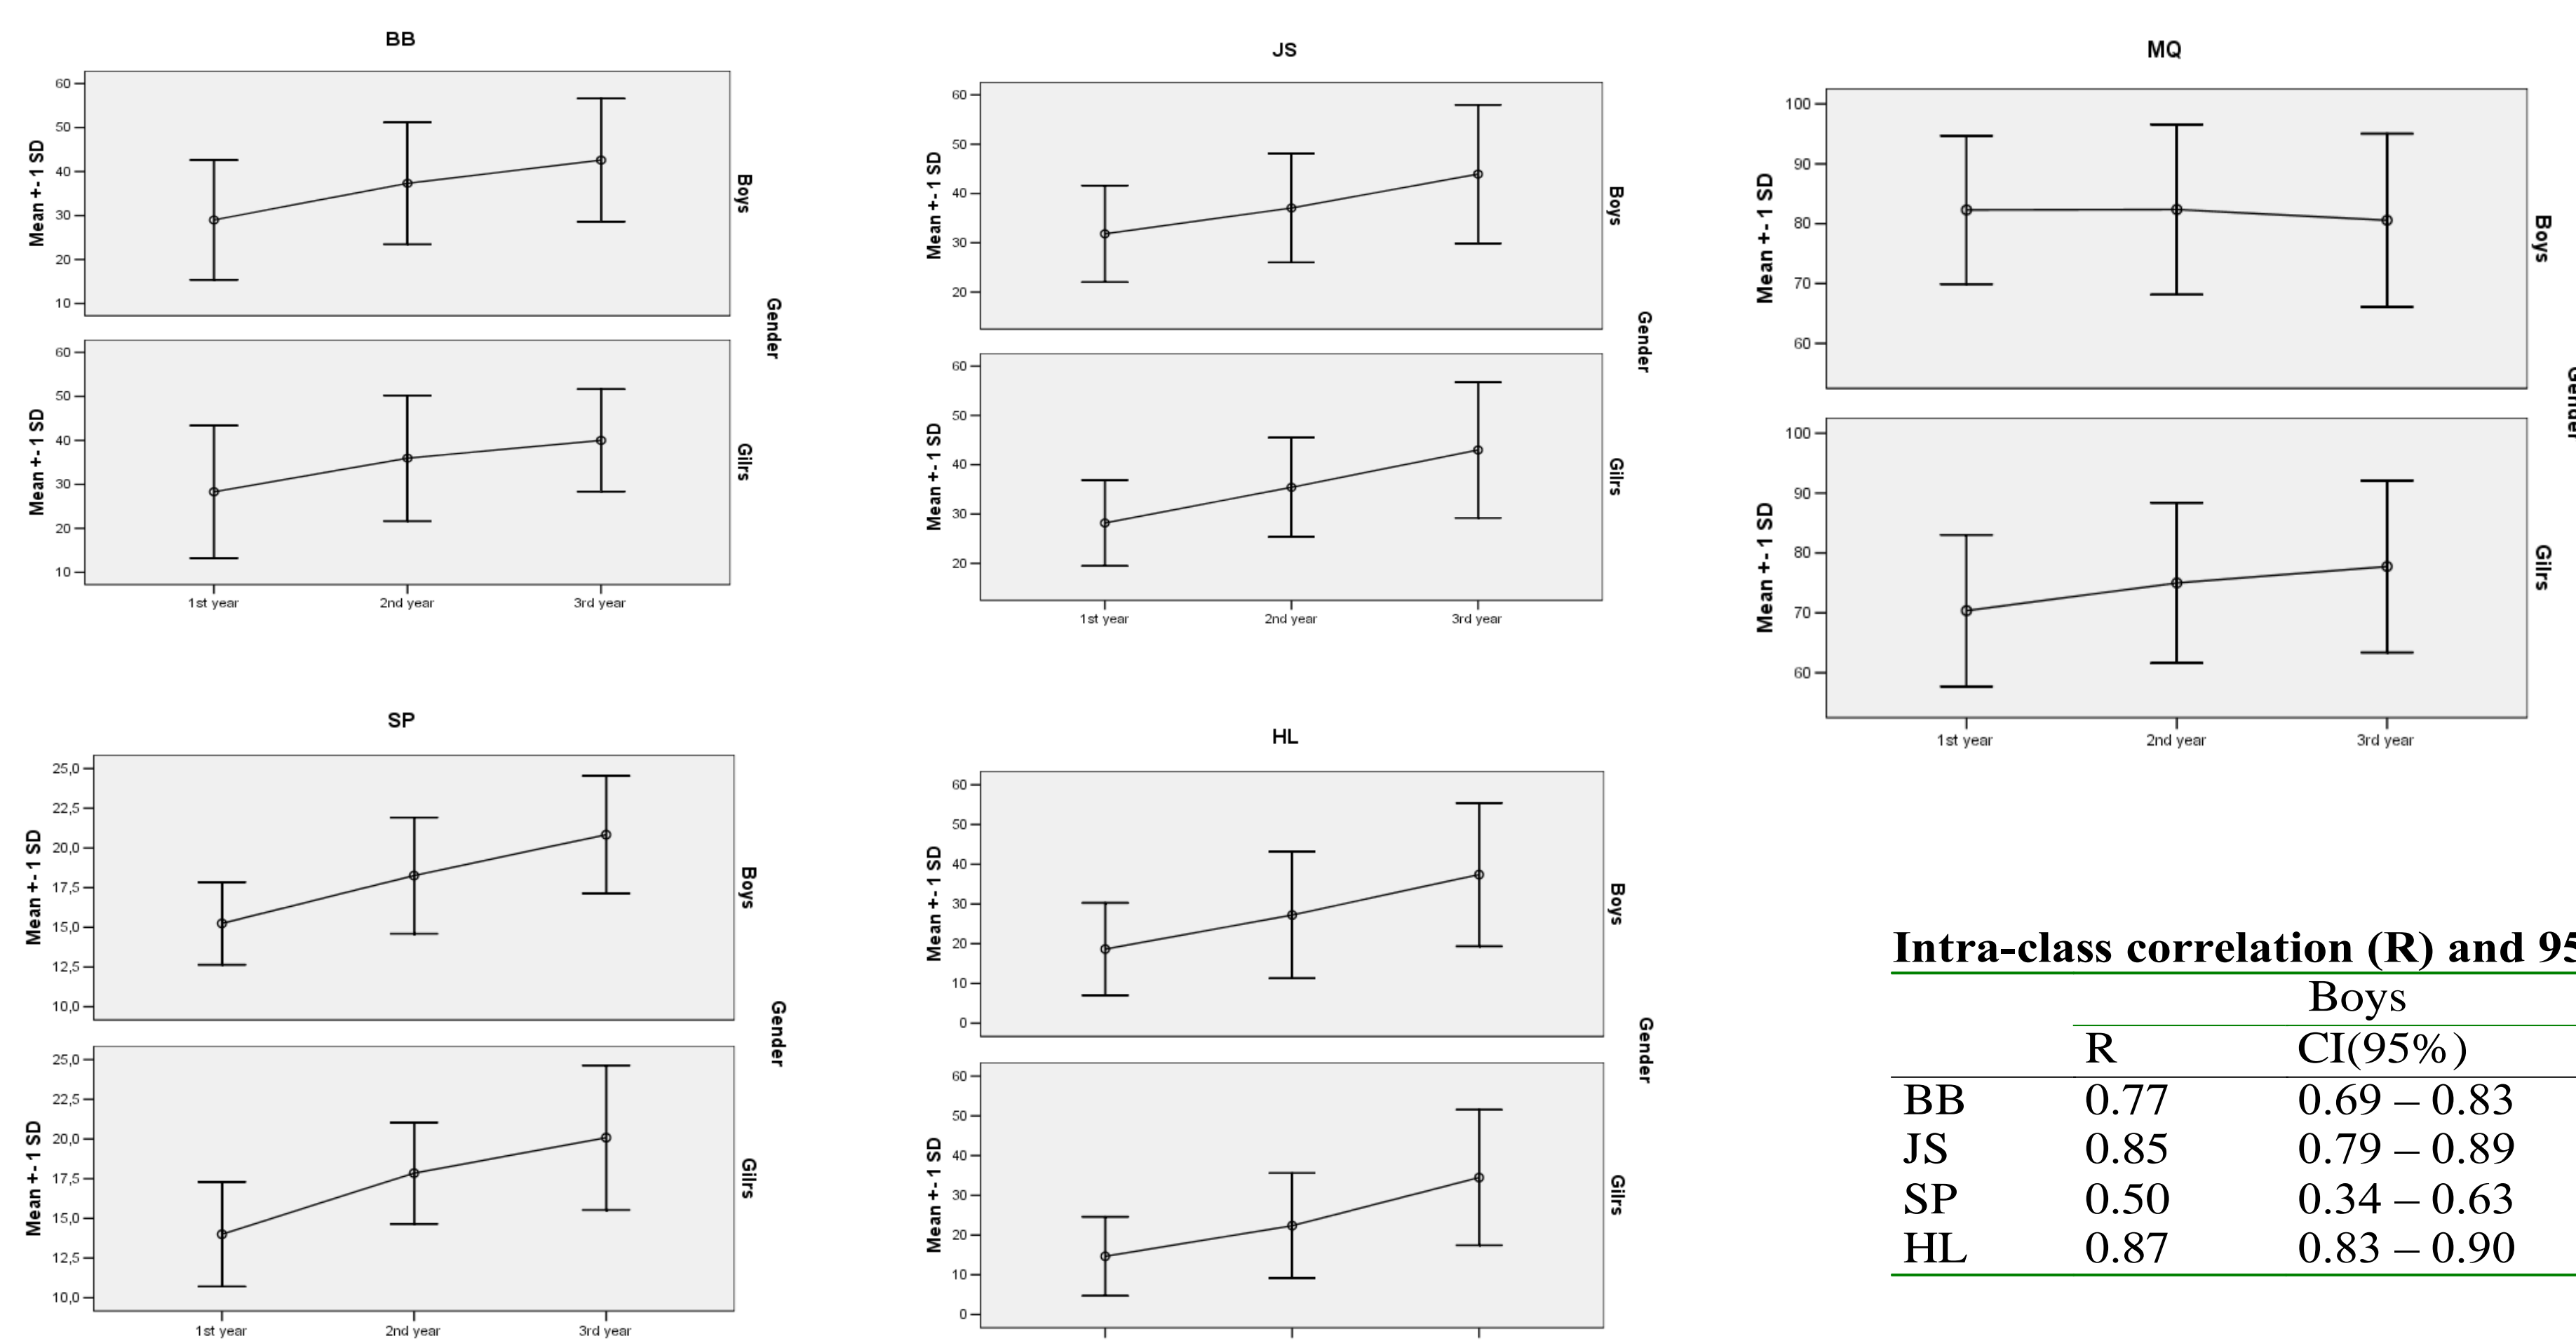 BB
60
50
40
30
20
10
Mean +- 1 SD
Boys
60
50
40
30
20
10
Mean +- 1 SD
Gilrs
Gender
1st year 2nd year 3rd year
JS
60
50
40
30
20
Mean +- 1 SD
Boys
60
50
40
30
20
Mean +- 1 SD
Gilrs
Gender
1st year 2nd year 3rd year
MQ
100
90
80
70
60
Mean +- 1 SD
Boys
100
90
80
70
60
Mean +- 1 SD
Gilrs
Gender
1st year 2nd year 3rd year
SP
25,0
22,5
20,0
17,5
15,0
12,5
10,0
Mean +- 1 SD
Boys
25,0
22,5
20,0
17,5
15,0
12,5
10,0
Mean +- 1 SD
Gilrs
Gender
1st year 2nd year 3rd year
HL
60
50
40
30
20
10
0
Mean +- 1 SD
Boys
60
50
40
30
20
10
0
Mean +- 1 SD
Gilrs
Gender
Intra-class correlation (R) and 95
Boys
R CI(95%)
BB 0.77 0.69 – 0.83
JS 0.85 0.79 – 0.89
SP 0.50 0.34 – 0.63
HL 0.87 0.83 – 0.90